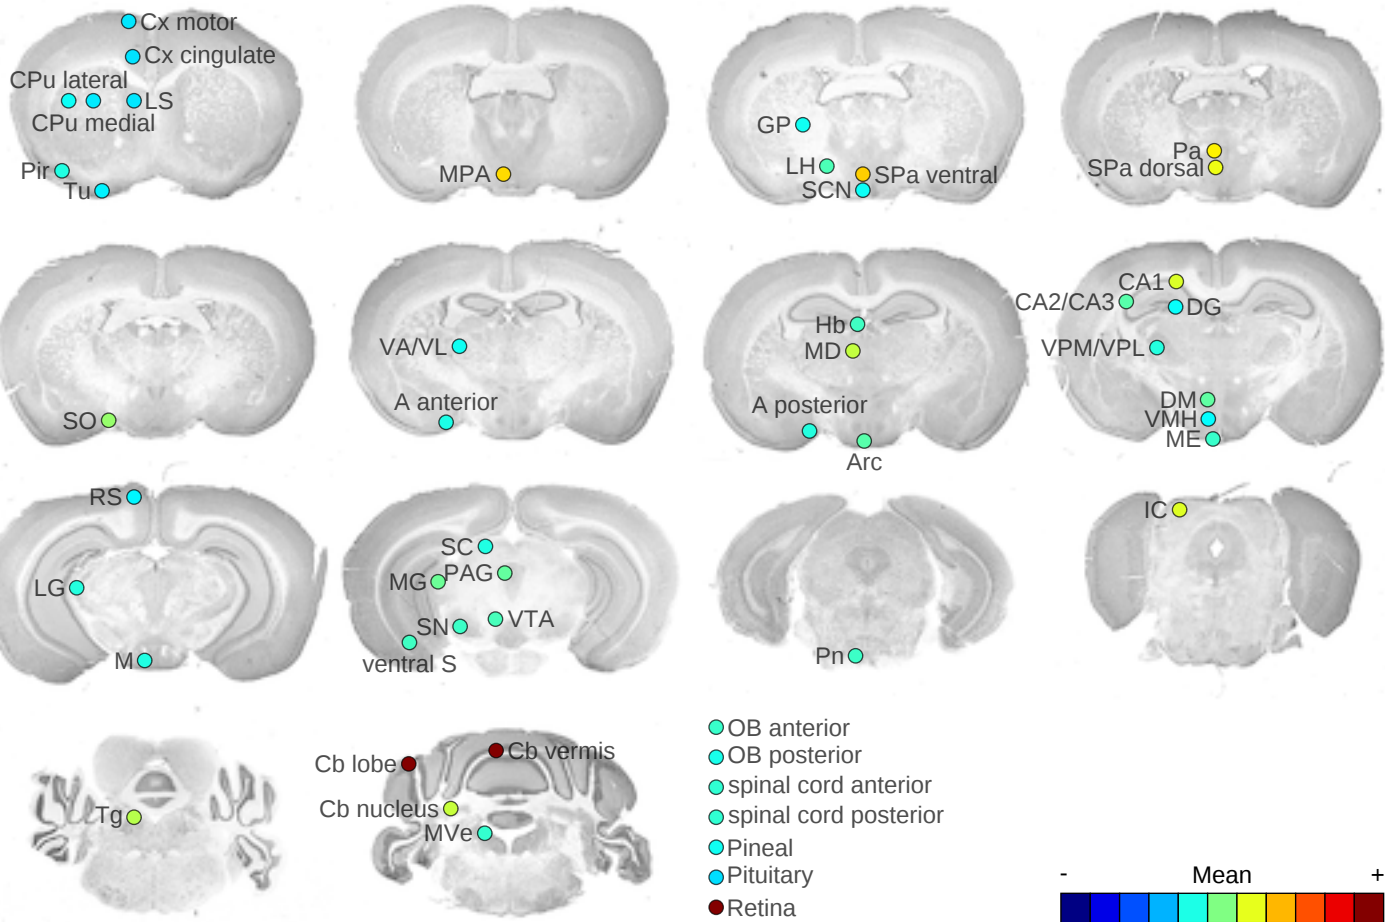 Cx motor
Cx cingulate
CPu lateral
LS
CPu medial
Pir
Tu
MPA
GP
LH
SPa ventral
SCN
Pa
SPa dorsal
SO
VA/VL
A anterior
Hb
MD
A posterior
Arc
CA1
CA2/CA3
DG
VPM/VPL
DM
VMH
ME
RS
LG
M
SC
MG
PAG
SN
VTA
ventral S
Pn
IC
Tg
Cb lobe
Cb vermis
Cb nucleus
MVe
OB anterior
OB posterior
spinal cord anterior
spinal cord posterior
Pineal
Pituitary
Retina
- Mean +